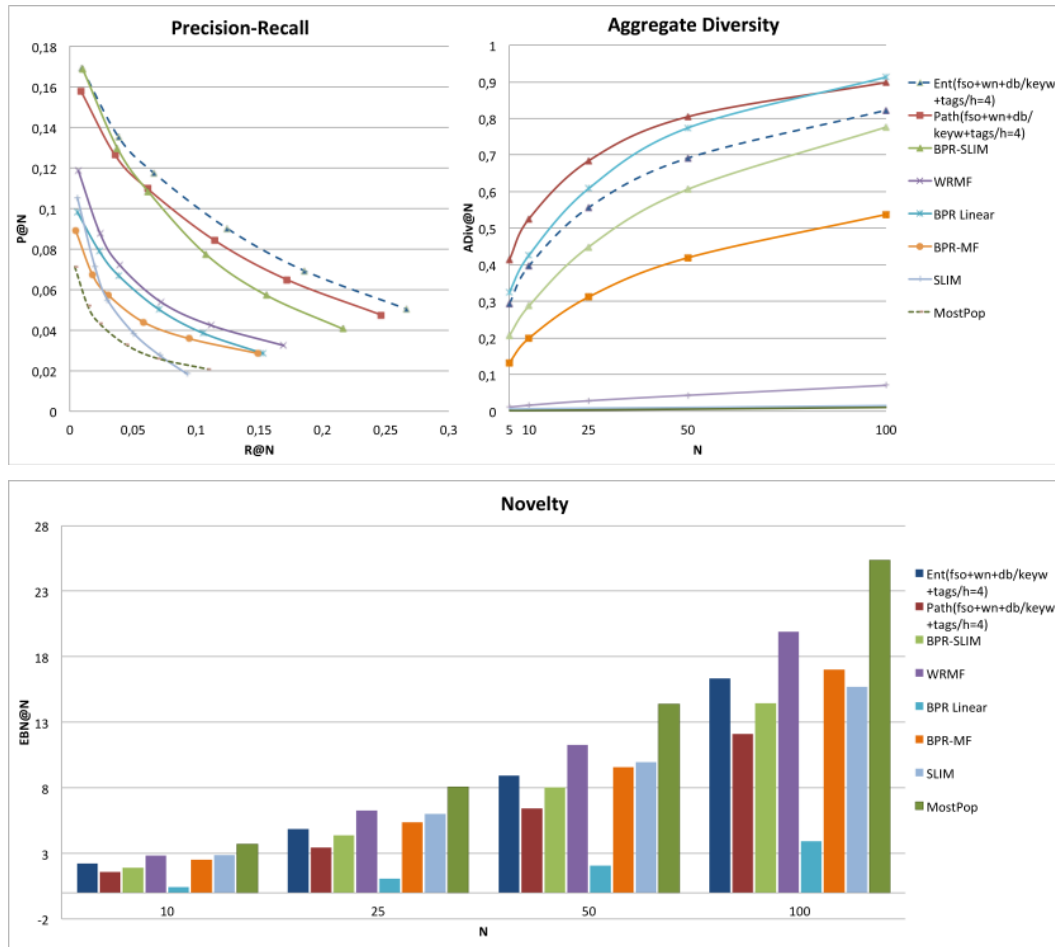 Precision-Recall
0,18
0,16
0,14
0,12
0,1
0,08
0,06
0,04
0,02
0
P@N
0
0,05
0,1
0,15
0,2
0,25
0,3
R@N
Aggregate Diversity
1
0,9
0,8
0,7
0,6
0,5
0,4
0,3
0,2
0,1
0
ADiv@N
5
10
25
50
100
N
Ent(fso+wn+db/keyw
+tags/h=4)
Path(fso+wn+db/
keyw+tags/h=4)
BPR-SLIM
WRMF
BPR Linear
BPR-MF
SLIM
MostPop
Novelty
28
23
18
13
8
3
-2
EBN@N
10
25
50
100
N
Ent(fso+wn+db/keyw
+tags/h=4)
Path(fso+wn+db/keyw
+tags/h=4)
BPR-SLIM
WRMF
BPR Linear
BPR-MF
SLIM
MostPop